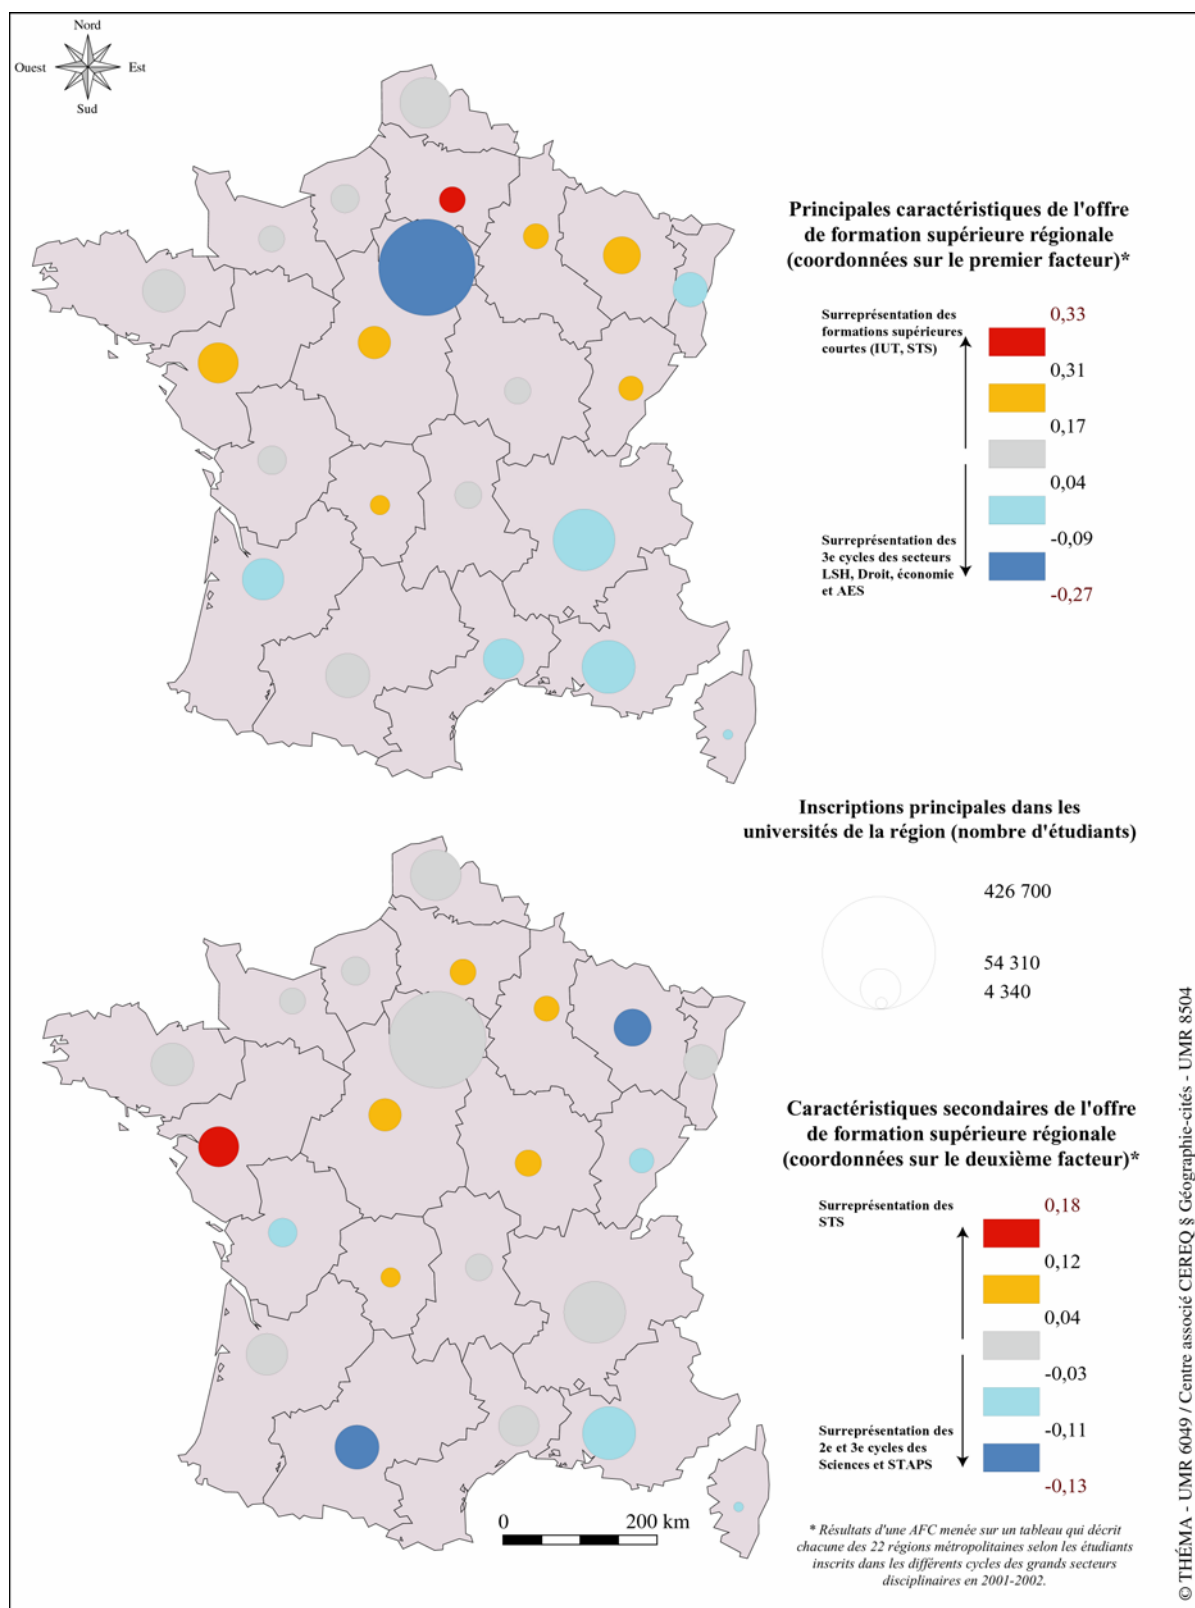 Nord
Ouest
Est
Sud
Principales caractéristiques de l'offre
de formation supérieure régionale
(coordonnées sur le premier facteur)*
Surreprésentation des
formations supérieures
courtes (IUT, STS)
0,33
0,31
0,17
0,04
-0,09
-0,27
Surreprésentation des
3e cycles des secteurs
LSH, Droit, économie
et AES
Inscriptions principales dans les
universités de la région (nombre d'étudiants)
426 700
54 310
4 340
Caractéristiques secondaires de l'offre
de formation supérieure régionale
(coordonnées sur le deuxième facteur)*
Surreprésentation des
STS
0,18
0,12
0,04
-0,03
-0,11
-0,13
Surreprésentation des
2e et 3e cycles des
Sciences et STAPS
0
200 km
* Résultats d'une AFC menée sur un tableau qui décrit
chacune des 22 régions métropolitaines selon les étudiants
inscrits dans les différents cycles des grands secteurs
disciplinaires en 2001-2002.
© THÉMA - UMR 6049 / Centre associé CEREQ § Géographie-cités - UMR 8504